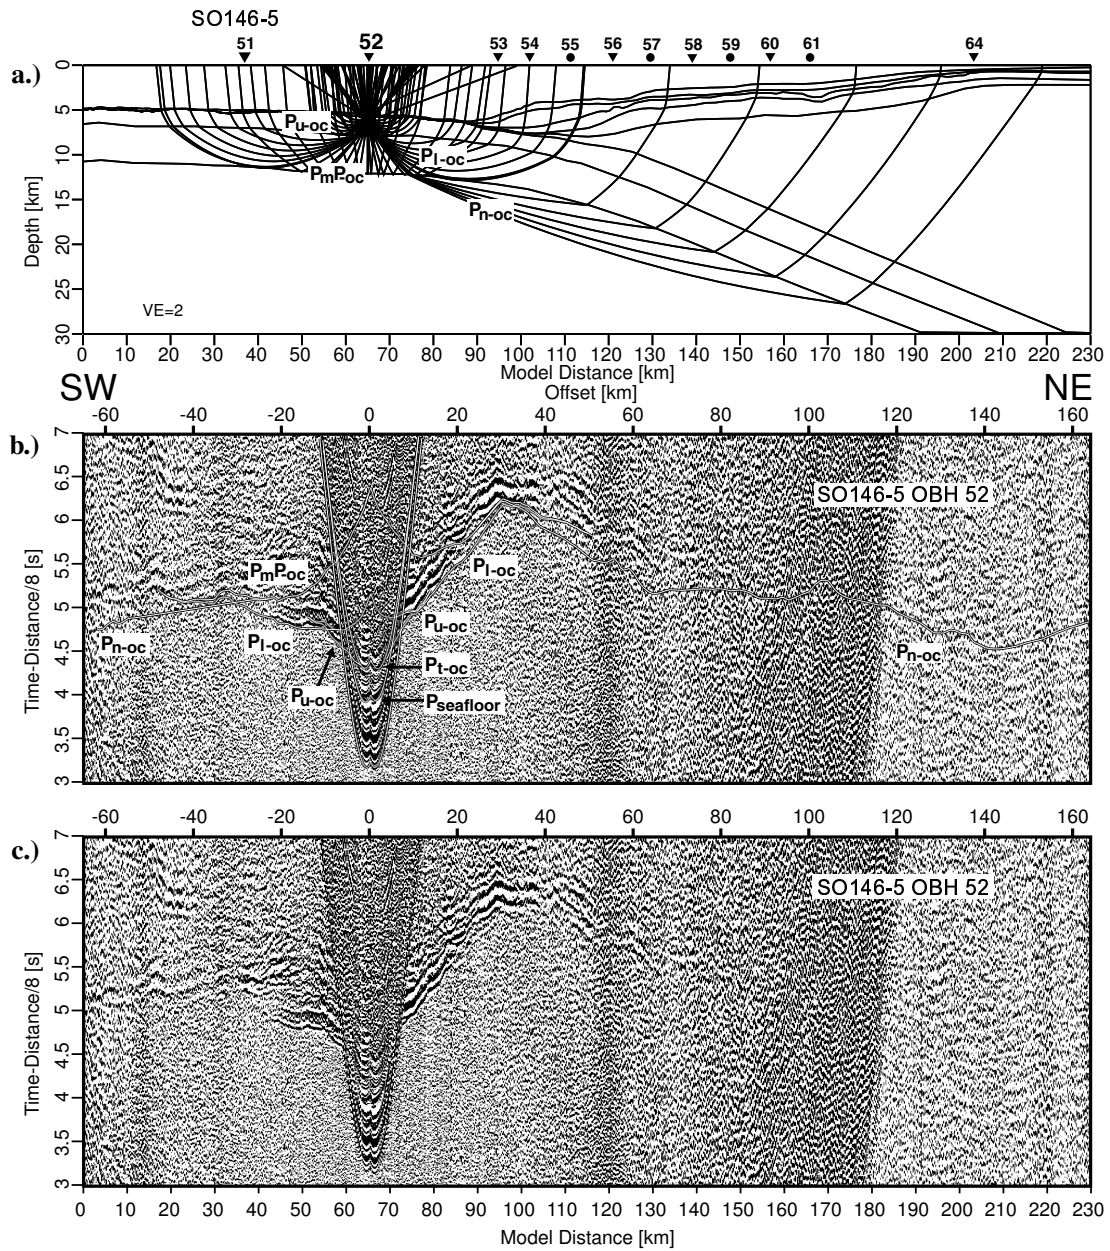 SO146-5
51 52 53 54 55 56 57 58 59 60 61 64
a.)
0
5
10
15
20
25
30
Depth [km]
Pu-oc
PmP-oc
Pl-oc
Pn-oc
VE=2
0 10 20 30 40 50 60 70 80 90 100 110 120 130 140 150 160 170 180 190 200 210 220 230
Model Distance [km]
SW
Offset [km]
NE
-60 -40 -20 0 20 40 60 80 100 120 140 160
b.)
7
6.5
6
5.5
5
4.5
4
3.5
3
Time-Distance/8 [s]
SO146-5 OBH 52
PmP-oc
Pl-oc
Pn-oc
Pl-oc
Pu-oc
Pn-oc
Pt-oc
Pu-oc
Pseafloor
-60 -40 -20 0 20 40 60 80 100 120 140 160
c.)
7
6.5
6
5.5
5
4.5
4
3.5
3
Time-Distance/8 [s]
SO146-5 OBH 52
0 10 20 30 40 50 60 70 80 90 100 110 120 130 140 150 160 170 180 190 200 210 220 230
Model Distance [km]